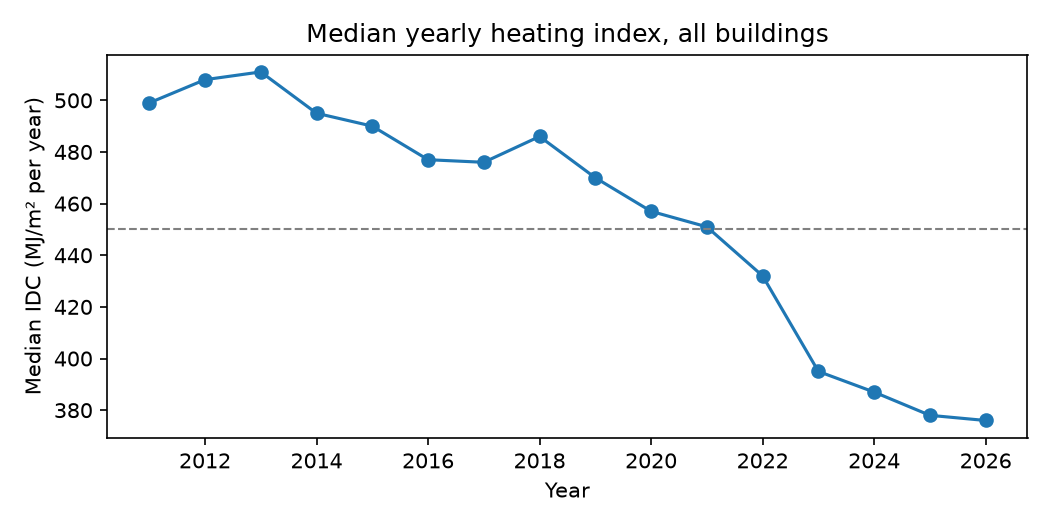 Median yearly heating index, all buildings
Median IDC (MJ/m² per year)
500
480
460
440
420
400
380
2012 2014 2016 2018 2020 2022 2024 2026
Year